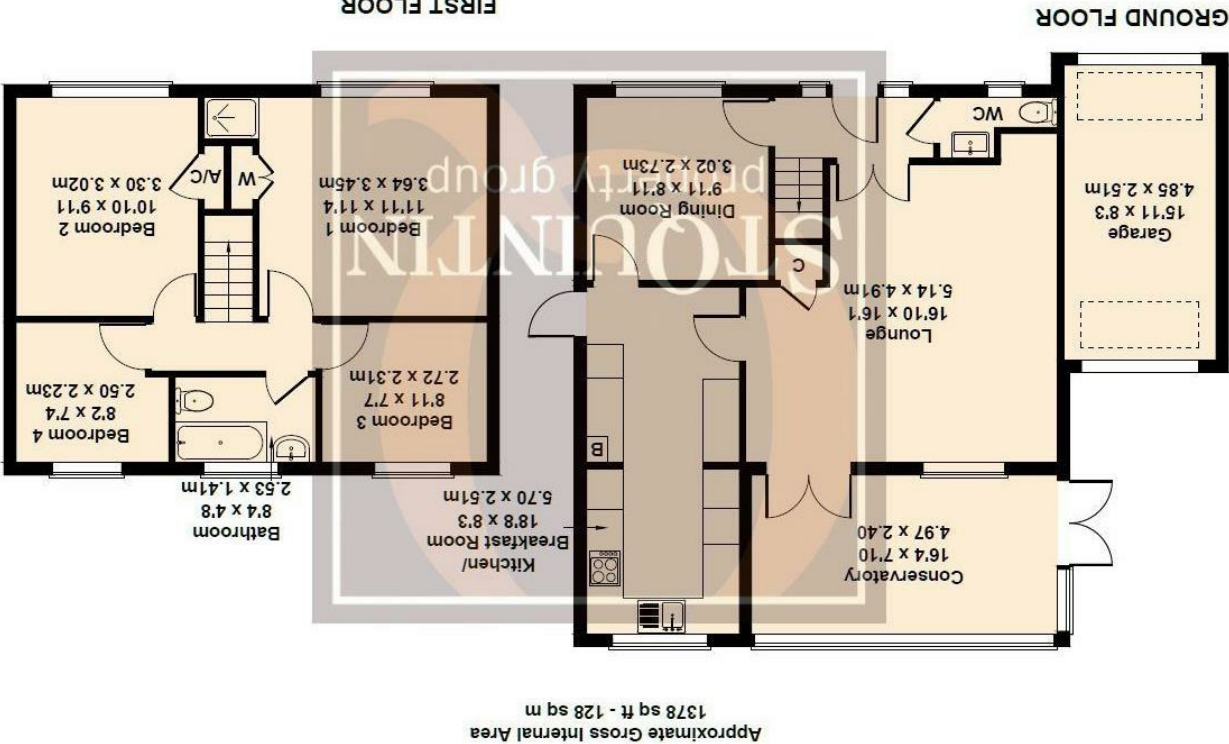 Approximate Gross Internal Area
1378 sq ft - 128 sq m
Bathroom
8'4 x 4'8
2.53 x 1.41m
Kitchen/
Breakfast Room
18'8 x 8'3
5.70 x 2.51m
Conservatory
16'4 x 7'10
4.97 x 2.40
Bedroom 4
8'2 x 7'4
2.50 x 2.23m
Bedroom 3
8'11 x 7'7
2.72 x 2.31m
B
Lounge
16'10 x 16'1
5.14 x 4.91m
C
Bedroom 2
10'10 x 9'11
3.30 x 3.02m
A/C
W
Bedroom 1
11'11 x 11'4
3.64 x 3.45m
Dining Room
9'11 x 8'11
3.02 x 2.73m
Garage
15'11 x 8'3
4.85 x 2.51m
WC
STQUINTIN
property group
FIRST FLOOR
GROUND FLOOR